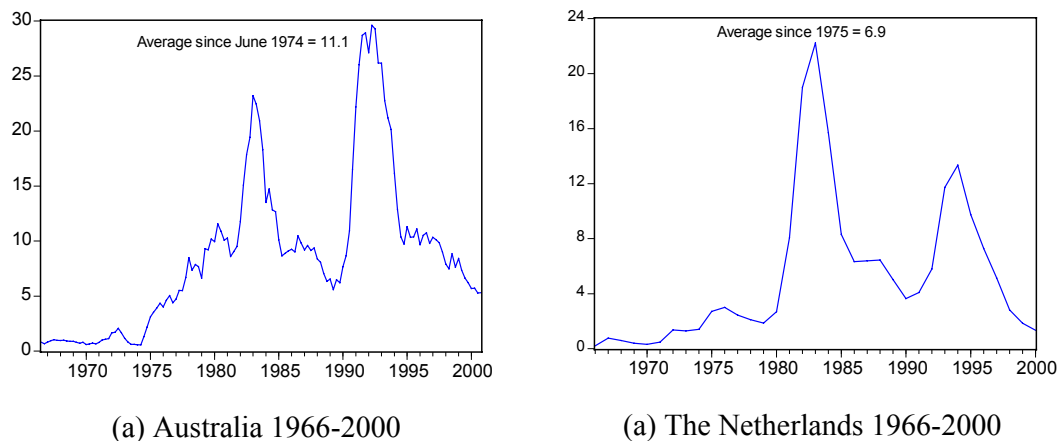 Average since June 1974 = 11.1
30
25
20
15
10
5
0
1970 1975 1980 1985 1990 1995 2000
(a) Australia 1966-2000
Average since 1975 = 6.9
24
20
16
12
8
4
0
1970 1975 1980 1985 1990 1995 2000
(a) The Netherlands 1966-2000